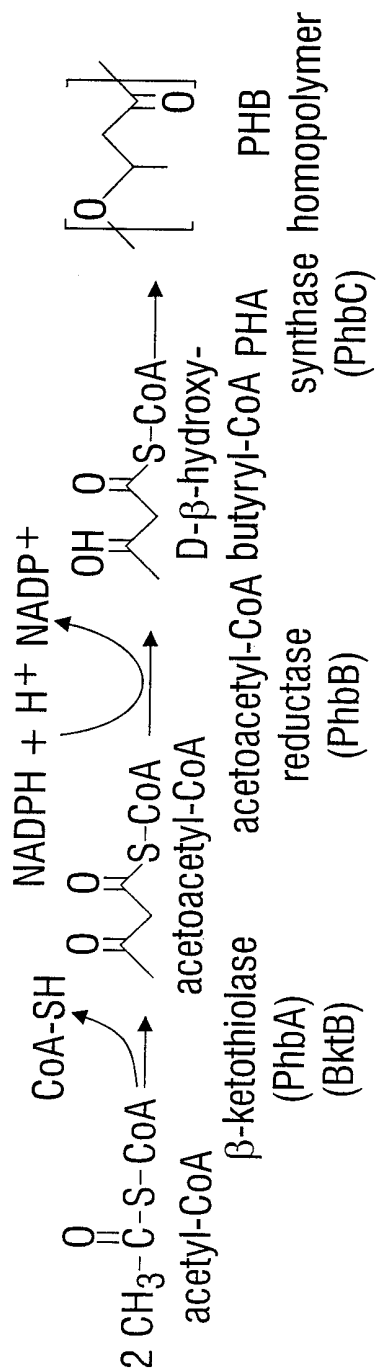 CoA-SH
NADPH + H+ NADP+
O
2 CH3-C-S-CoA
acetyl-CoA
β-ketothiolase
(PhbA)
(BktB)
O O
S-CoA
acetoacetyl-CoA
acetoacetyl-CoA
reductase
(PhbB)
OH O
S-CoA
D-β-hydroxy-
butyryl-CoA
PHA
synthase
(PhbC)
O
O
PHB
homopolymer